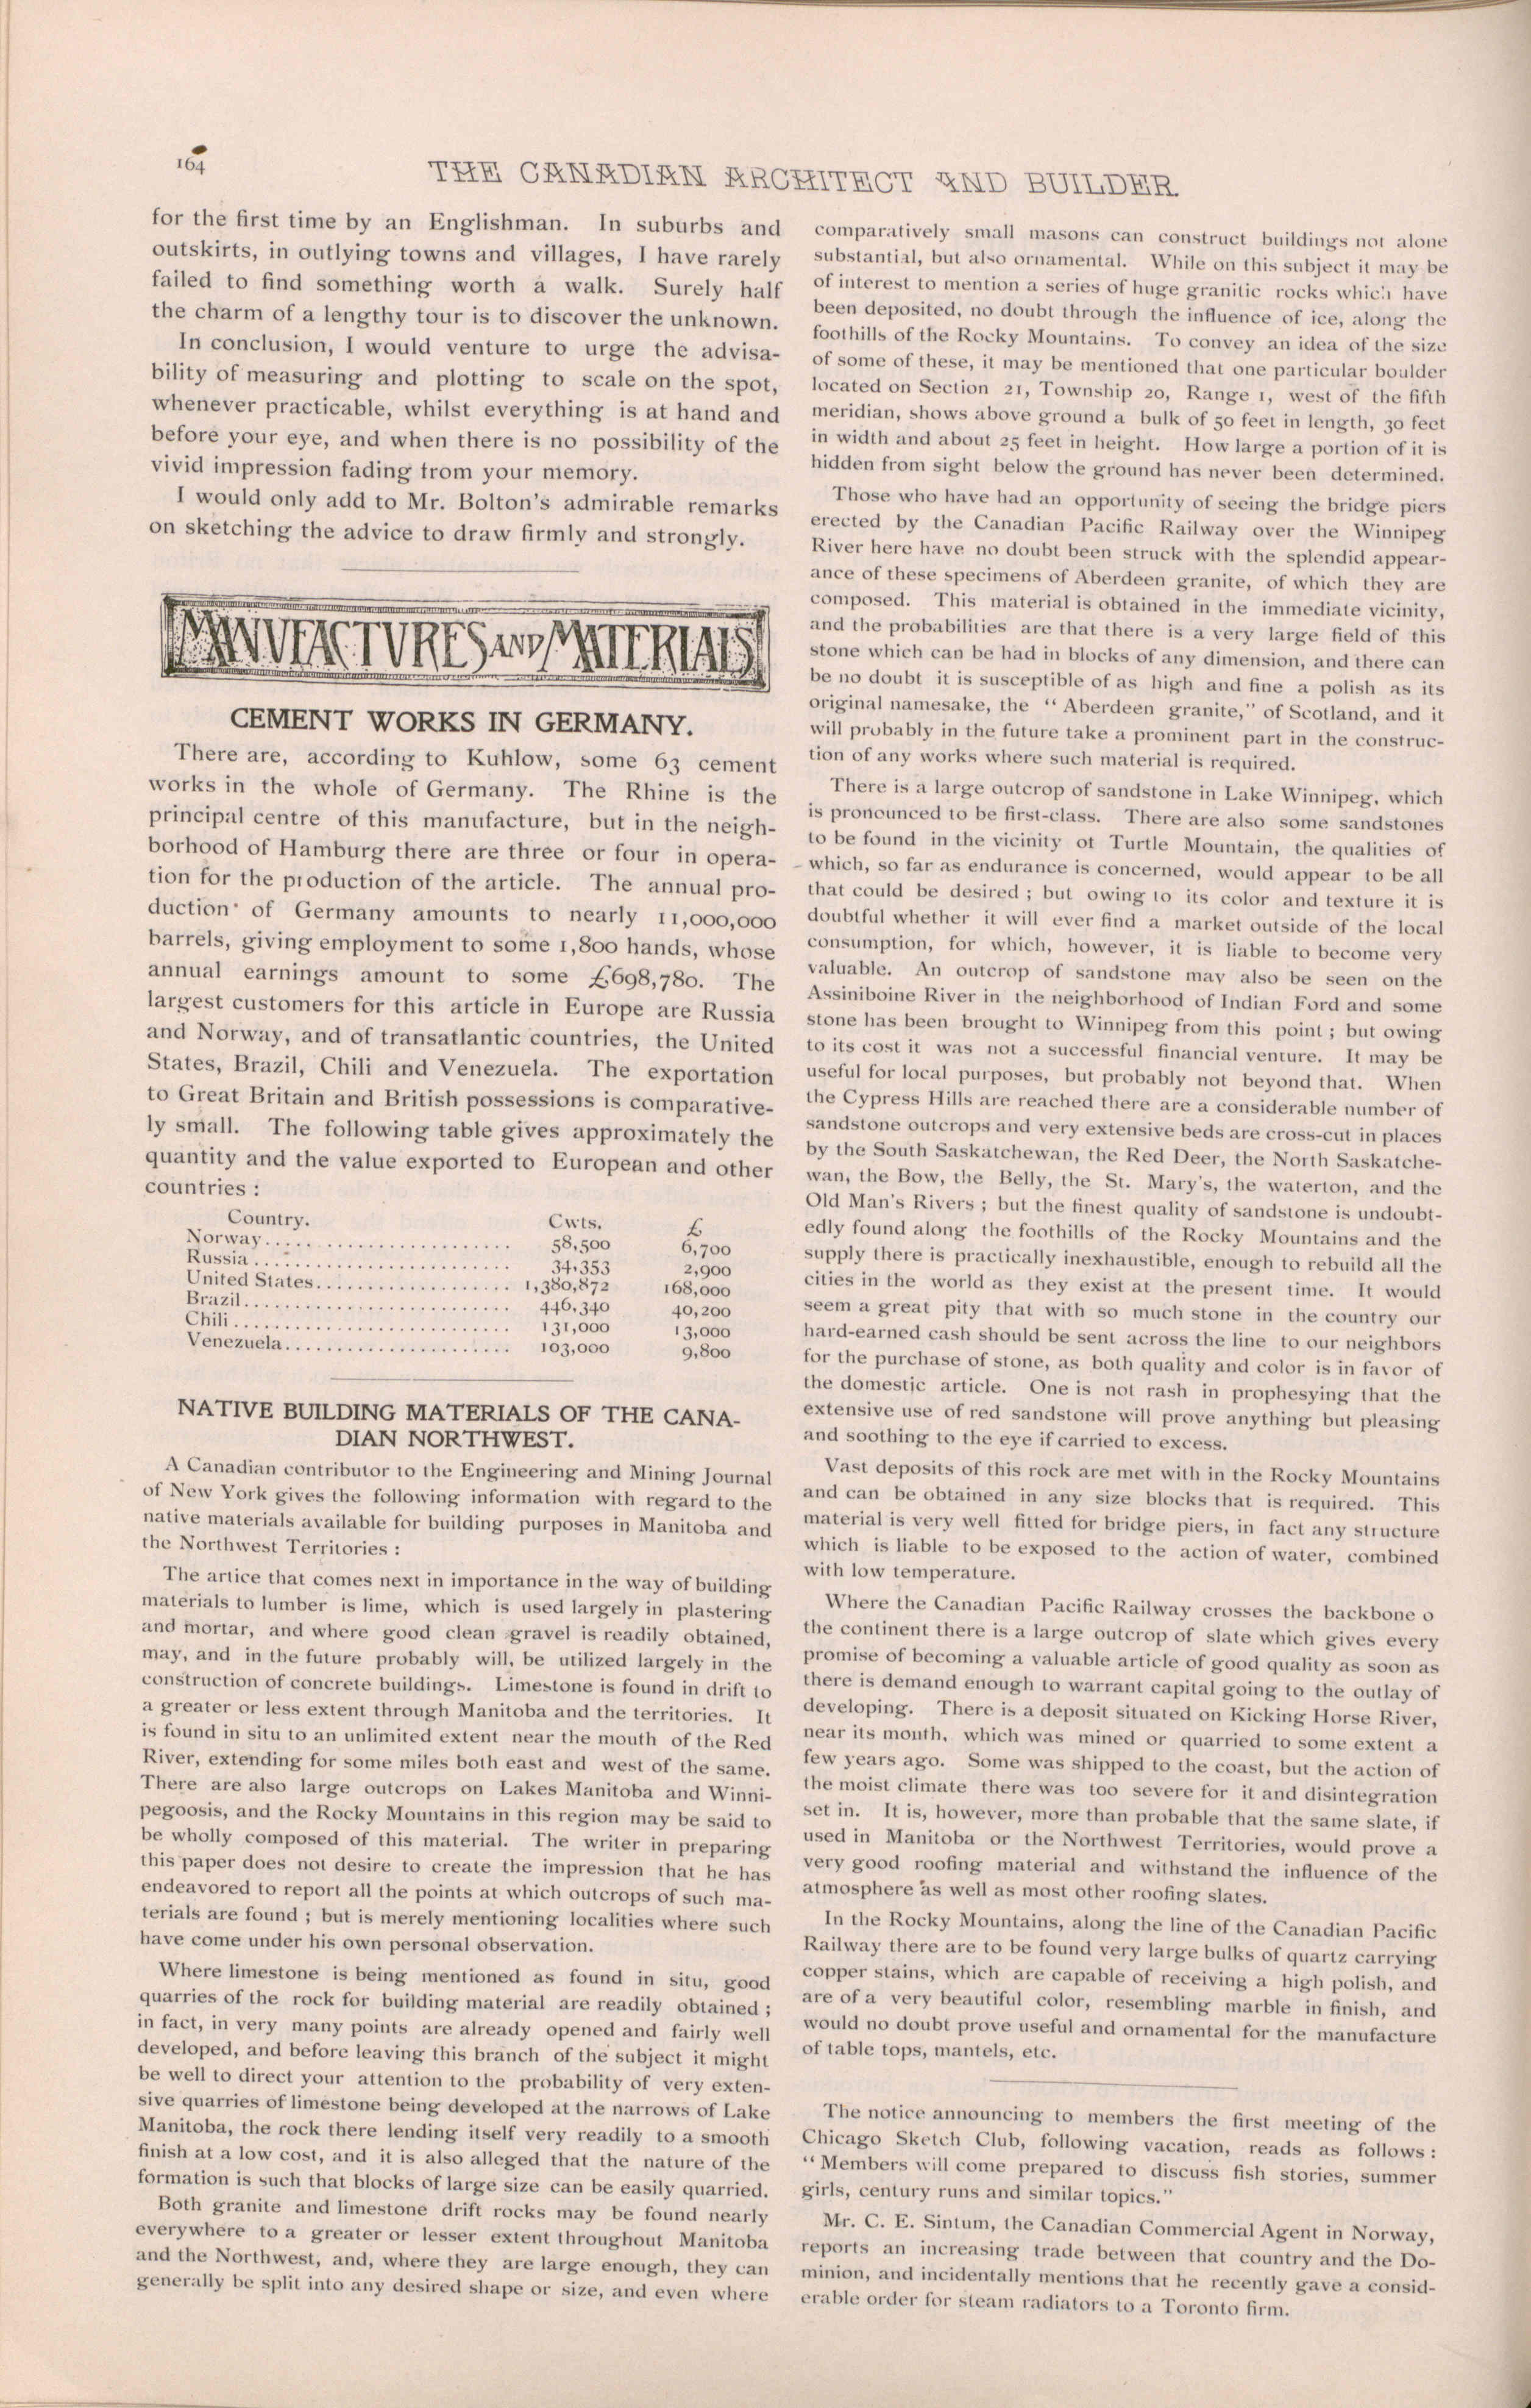 164
THE CANADIAN ARCHITECT AND BUILDER.
for the first time by an Englishman. In suburbs and
outskirts, in outlying towns and villages, I have rarely
failed to find something worth a walk. Surely half
the charm of a lengthy tour is to discover the unknown.
In conclusion, I would venture to urge the advisa-
bility of measuring and plotting to scale on the spot,
whenever practicable, whilst everything is at hand and
before your eye, and when there is no possibility of the
vivid impression fading from your memory.
I would only add to Mr. Bolton's admirable remarks
on sketching the advice to draw firmly and strongly.
MANVFACTVRES AND MATERIALS
CEMENT WORKS IN GERMANY.
There are, according to Kuhlow, some 63 cement
works in the whole of Germany. The Rhine is the
principal centre of this manufacture, but in the neigh-
borhood of Hamburg there are three or four in opera-
tion for the production of the article. The annual pro-
duction of Germany amounts to nearly 11,000,000
barrels, giving employment to some 1,800 hands, whose
annual earnings amount to some £698,780. The
largest customers for this article in Europe are Russia
and Norway, and of transatlantic countries, the United
States, Brazil, Chili and Venezuela. The exportation
to Great Britain and British possessions is comparative-
ly small. The following table gives approximately the
quantity and the value exported to European and other
countries :
Country. Cwts. £
Norway.................... 58,500 6,700
Russia.................... 34,353 2,900
United States.................... 1,380,872 168,000
Brazil.................... 446,340 40,200
Chili.................... 131,000 13,000
Venezuela.................... 103,000 9,800
NATIVE BUILDING MATERIALS OF THE CANA-
DIAN NORTHWEST.
A Canadian contributor to the Engineering and Mining Journal
of New York gives the following information with regard to the
native materials available for building purposes in Manitoba and
the Northwest Territories :
The artice that comes next in importance in the way of building
materials to lumber is lime, which is used largely in plastering
and mortar, and where good clean gravel is readily obtained,
may, and in the future probably will, be utilized largely in the
construction of concrete buildings. Limestone is found in drift to
a greater or less extent through Manitoba and the territories. It
is found in situ to an unlimited extent near the mouth of the Red
River, extending for some miles both east and west of the same.
There are also large outcrops on Lakes Manitoba and Winni-
pegoosis, and the Rocky Mountains in this region may be said to
be wholly composed of this material. The writer in preparing
this paper does not desire to create the impression that he has
endeavored to report all the points at which outcrops of such ma-
terials are found ; but is merely mentioning localities where such
have come under his own personal observation.
Where limestone is being mentioned as found in situ, good
quarries of the rock for building material are readily obtained ;
in fact, in very many points are already opened and fairly well
developed, and before leaving this branch of the subject it might
be well to direct your attention to the probability of very exten-
sive quarries of limestone being developed at the narrows of Lake
Manitoba, the rock there lending itself very readily to a smooth
finish at a low cost, and it is also alleged that the nature of the
formation is such that blocks of large size can be easily quarried.
Both granite and limestone drift rocks may be found nearly
everywhere to a greater or lesser extent throughout Manitoba
and the Northwest, and, where they are large enough, they can
generally be split into any desired shape or size, and even where
comparatively small masons can construct buildings not alone
substantial, but also ornamental. While on this subject it may be
of interest to mention a series of huge granitic rocks which have
been deposited, no doubt through the influence of ice, along the
foothills of the Rocky Mountains. To convey an idea of the size
of some of these, it may be mentioned that one particular boulder
located on Section 21, Township 20, Range 1, west of the fifth
meridian, shows above ground a bulk of 50 feet in length, 30 feet
in width and about 25 feet in height. How large a portion of it is
hidden from sight below the ground has never been determined.
Those who have had an opportunity of seeing the bridge piers
erected by the Canadian Pacific Railway over the Winnipeg
River here have no doubt been struck with the splendid appear-
ance of these specimens of Aberdeen granite, of which they are
composed. This material is obtained in the immediate vicinity,
and the probabilities are that there is a very large field of this
stone which can be had in blocks of any dimension, and there can
be no doubt it is susceptible of as high and fine a polish as its
original namesake, the " Aberdeen granite," of Scotland, and it
will probably in the future take a prominent part in the construc-
tion of any works where such material is required.
There is a large outcrop of sandstone in Lake Winnipeg, which
is pronounced to be first-class. There are also some sandstones
to be found in the vicinity ot Turtle Mountain, the qualities of
which, so far as endurance is concerned, would appear to be all
that could be desired ; but owing to its color and texture it is
doubtful whether it will ever find a market outside of the local
consumption, for which, however, it is liable to become very
valuable. An outcrop of sandstone may also be seen on the
Assiniboine River in the neighborhood of Indian Ford and some
stone has been brought to Winnipeg from this point ; but owing
to its cost it was not a successful financial venture. It may be
useful for local purposes, but probably not beyond that. When
the Cypress Hills are reached there are a considerable number of
sandstone outcrops and very extensive beds are cross-cut in places
by the South Saskatchewan, the Red Deer, the North Saskatche-
wan, the Bow, the Belly, the St. Mary's, the waterton, and the
Old Man's Rivers ; but the finest quality of sandstone is undoubt-
edly found along the foothills of the Rocky Mountains and the
supply there is practically inexhaustible, enough to rebuild all the
cities in the world as they exist at the present time. It would
seem a great pity that with so much stone in the country our
hard-earned cash should be sent across the line to our neighbors
for the purchase of stone, as both quality and color is in favor of
the domestic article. One is not rash in prophesying that the
extensive use of red sandstone will prove anything but pleasing
and soothing to the eye if carried to excess.
Vast deposits of this rock are met with in the Rocky Mountains
and can be obtained in any size blocks that is required. This
material is very well fitted for bridge piers, in fact any structure
which is liable to be exposed to the action of water, combined
with low temperature.
Where the Canadian Pacific Railway crosses the backbone o
the continent there is a large outcrop of slate which gives every
promise of becoming a valuable article of good quality as soon as
there is demand enough to warrant capital going to the outlay of
developing. There is a deposit situated on Kicking Horse River,
near its mouth, which was mined or quarried to some extent a
few years ago. Some was shipped to the coast, but the action of
the moist climate there was too severe for it and disintegration
set in. It is, however, more than probable that the same slate, if
used in Manitoba or the Northwest Territories, would prove a
very good roofing material and withstand the influence of the
atmosphere as well as most other roofing slates.
In the Rocky Mountains, along the line of the Canadian Pacific
Railway there are to be found very large bulks of quartz carrying
copper stains, which are capable of receiving a high polish, and
are of a very beautiful color, resembling marble in finish, and
would no doubt prove useful and ornamental for the manufacture
of table tops, mantels, etc.
The notice announcing to members the first meeting of the
Chicago Sketch Club, following vacation, reads as follows :
" Members will come prepared to discuss fish stories, summer
girls, century runs and similar topics."
Mr. C. E. Sintum, the Canadian Commercial Agent in Norway,
reports an increasing trade between that country and the Do-
minion, and incidentally mentions that he recently gave a consid-
erable order for steam radiators to a Toronto firm.